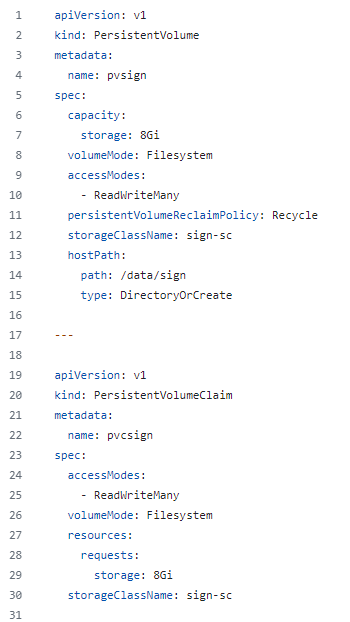 1 apiVersion: v1
2 kind: PersistentVolume
3 metadata:
4   name: pvsign
5 spec:
6   capacity:
7     storage: 8Gi
8   volumeMode: Filesystem
9   accessModes:
10     - ReadWriteMany
11   persistentVolumeReclaimPolicy: Recycle
12   storageClassName: sign-sc
13   hostPath:
14     path: /data/sign
15     type: DirectoryOrCreate
16
17 ---
18
19 apiVersion: v1
20 kind: PersistentVolumeClaim
21 metadata:
22   name: pvcsign
23 spec:
24   accessModes:
25     - ReadWriteMany
26   volumeMode: Filesystem
27   resources:
28     requests:
29       storage: 8Gi
30   storageClassName: sign-sc
31